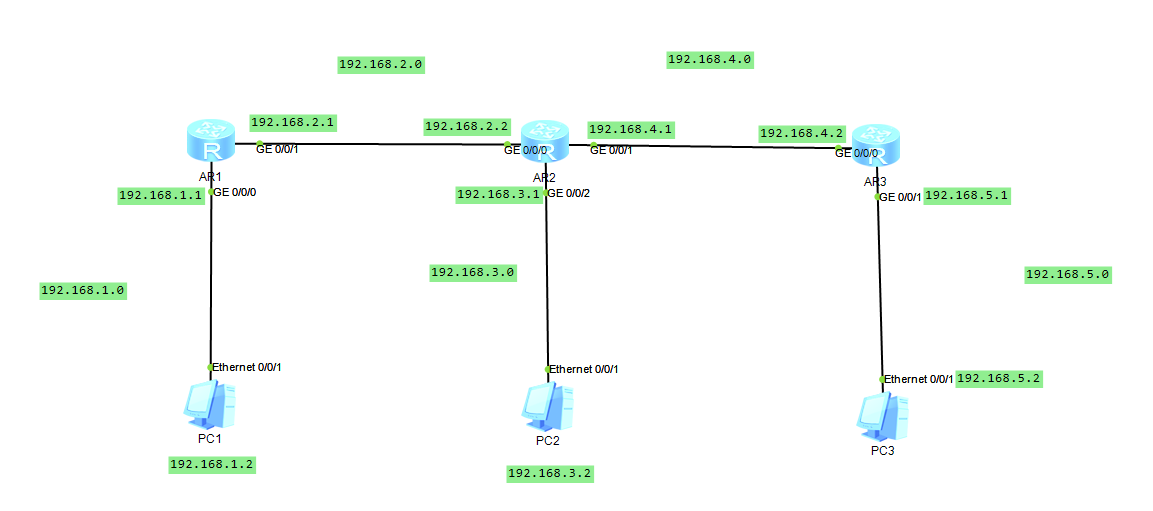 192.168.2.0
192.168.4.0
192.168.2.1
192.168.2.2
192.168.4.1
192.168.4.2
R
R
R
GE 0/0/1
GE 0/0/0
GE 0/0/1
GE 0/0/0
AR1
AR2
AR3
192.168.1.1
GE 0/0/0
192.168.3.1
GE 0/0/2
GE 0/0/1
192.168.5.1
192.168.1.0
192.168.3.0
192.168.5.0
Ethernet 0/0/1
Ethernet 0/0/1
Ethernet 0/0/1
192.168.5.2
PC1
PC2
PC3
192.168.1.2
192.168.3.2